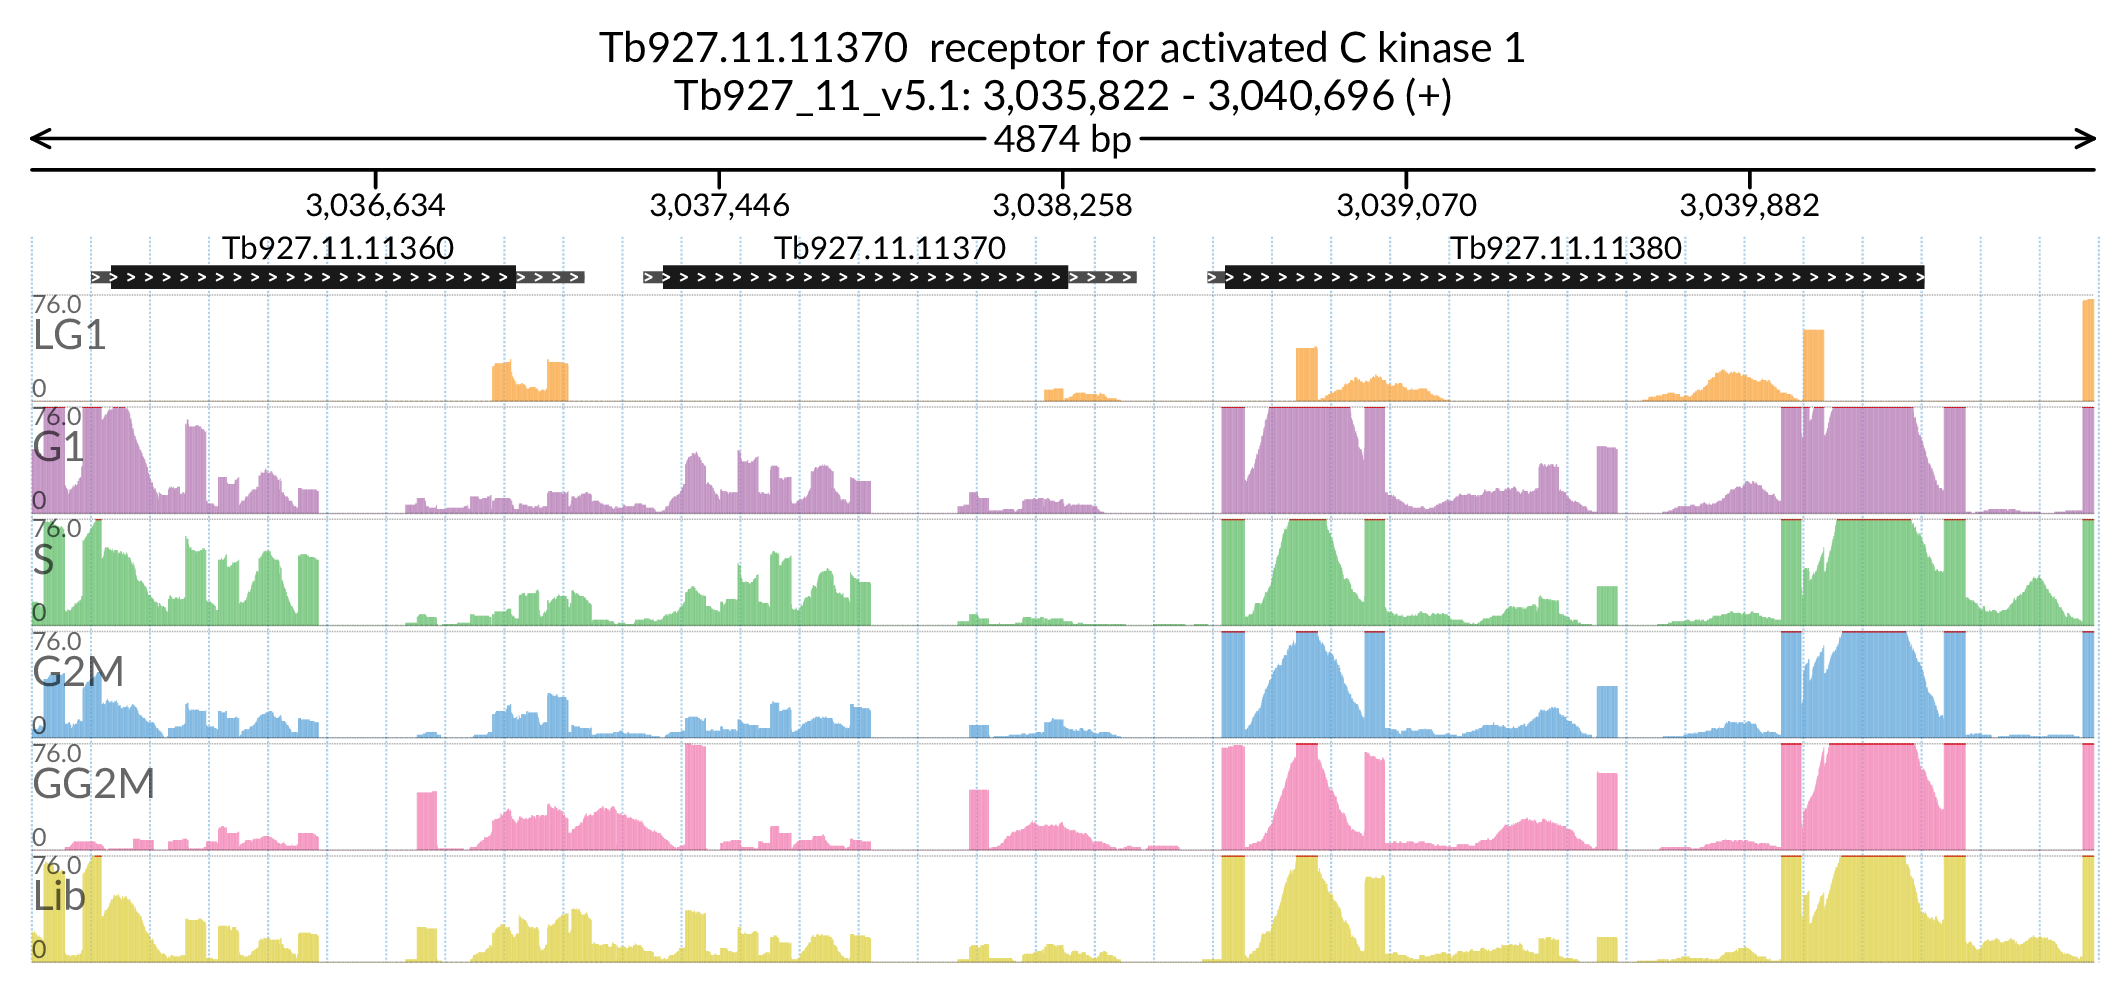 Tb927.11.11370  receptor for activated C kinase 1
Tb927_11_v5.1: 3,035,822 - 3,040,696 (+)
4874 bp
3,036,634 3,037,446 3,038,258 3,039,070 3,039,882
Tb927.11.11360 Tb927.11.11370 Tb927.11.11380
76.0
LG1
0
76.0
G1
0
76.0
S
0
76.0
G2M
0
76.0
GG2M
0
76.0
Lib
0